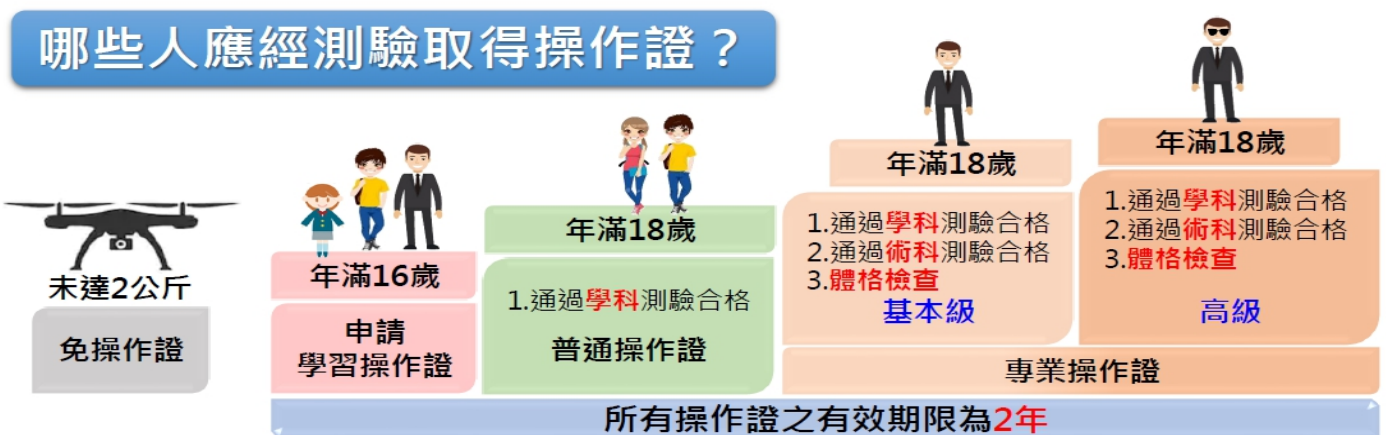 哪些人應經測驗取得操作證？
未達2公斤
免操作證
年滿16歲
申請
學習操作證
年滿18歲
1.通過學科測驗合格
普通操作證
年滿18歲
1.通過學科測驗合格
2.通過術科測驗合格
3.體格檢查
基本級
年滿18歲
1.通過學科測驗合格
2.通過術科測驗合格
3.體格檢查
高級
專業操作證
所有操作證之有效期限為2年